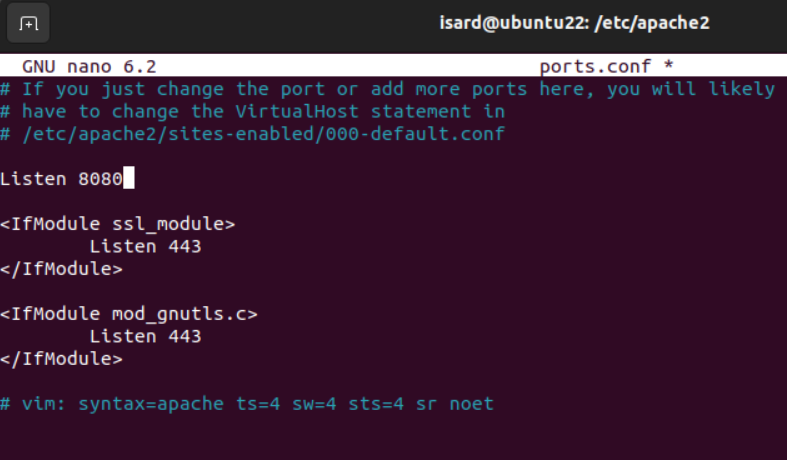 isard@ubuntu22: /etc/apache2
GNU nano 6.2 ports.conf *
# If you just change the port or add more ports here, you will likely
# have to change the VirtualHost statement in
# /etc/apache2/sites-enabled/000-default.conf
Listen 8080
<IfModule ssl_module>
Listen 443
</IfModule>
<IfModule mod_gnutls.c>
Listen 443
</IfModule>
# vim: syntax=apache ts=4 sw=4 sts=4 sr noet